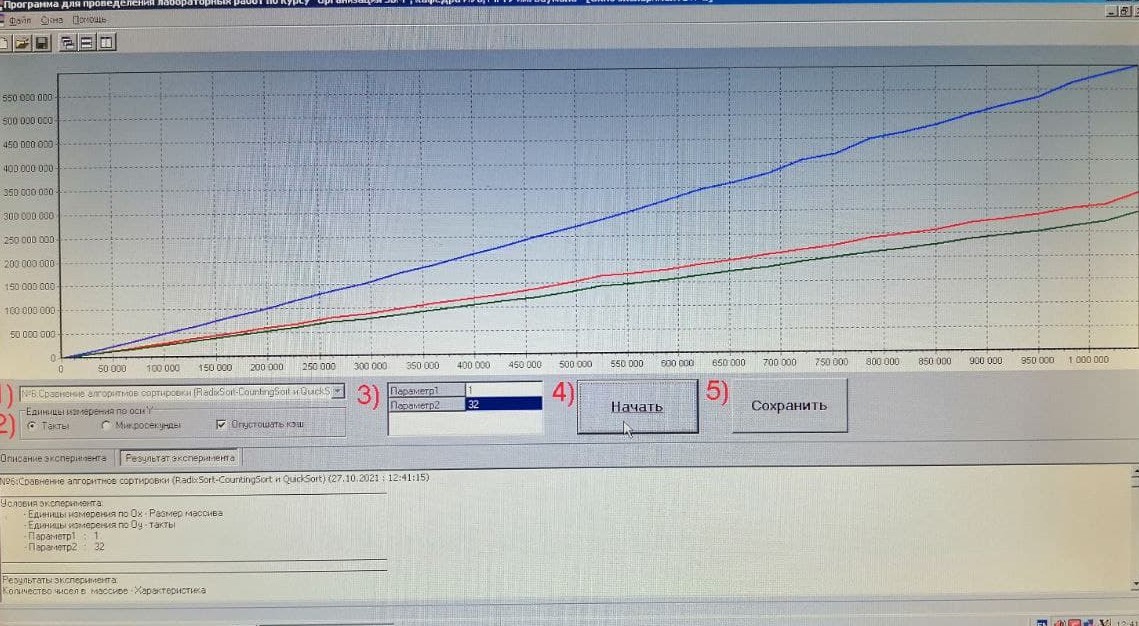 Программа для проведения лабораторных работ по курсу
Файл Окна Помощь
550 000 000
500 000 000
450 000 000
400 000 000
350 000 000
300 000 000
250 000 000
200 000 000
150 000 000
100 000 000
50 000 000
0
0 50 000 100 000 150 000 200 000 250 000 300 000 350 000 400 000 450 000 500 000 550 000 600 000 650 000 700 000 750 000 800 000 850 000 900 000 950 000 1 000 000
1) №6.Сравнение алгоритмов сортировки (RadixSort-CountingSort и QuickS
2) Единицы измерения по оси Y
Такты Микросекунды Опустошать кэш
3) Параметр1 1
Параметр2 32
4) Начать
5) Сохранить
Описание эксперимента Результат эксперимента
№6:Сравнение алгоритмов сортировки (RadixSort-CountingSort и QuickSort) (27.10.2021 : 12:41:15)
Условия эксперимента:
- Единицы измерения по Ox - Размер массива
- Единицы измерения по Oy - такты
- Параметр1 : 1
- Параметр2 : 32
Результаты эксперимента:
Количество чисел в массиве - Характеристика